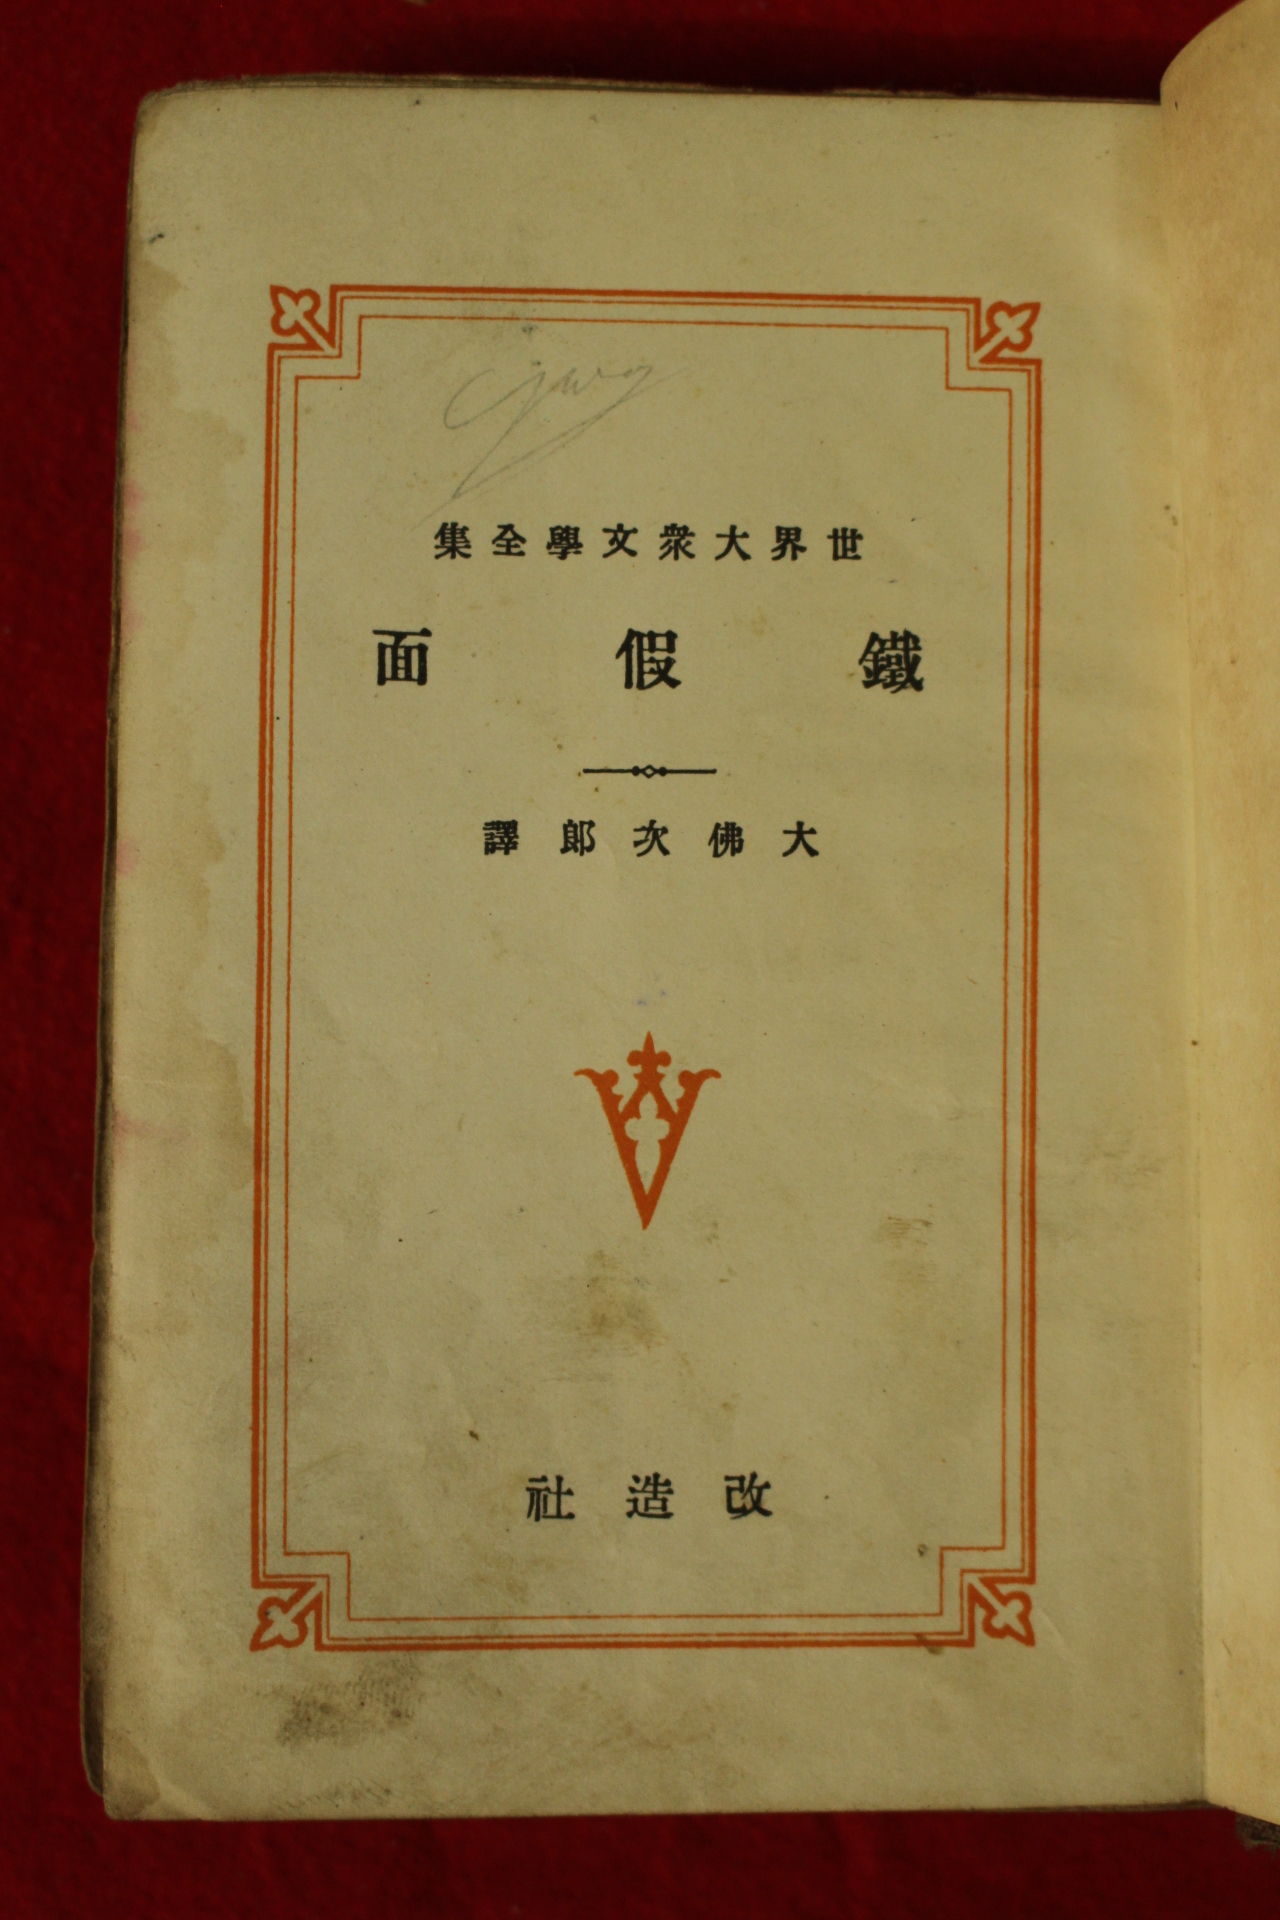 世界大衆文學全集
鐵假面
大佛次郎譯
改造社